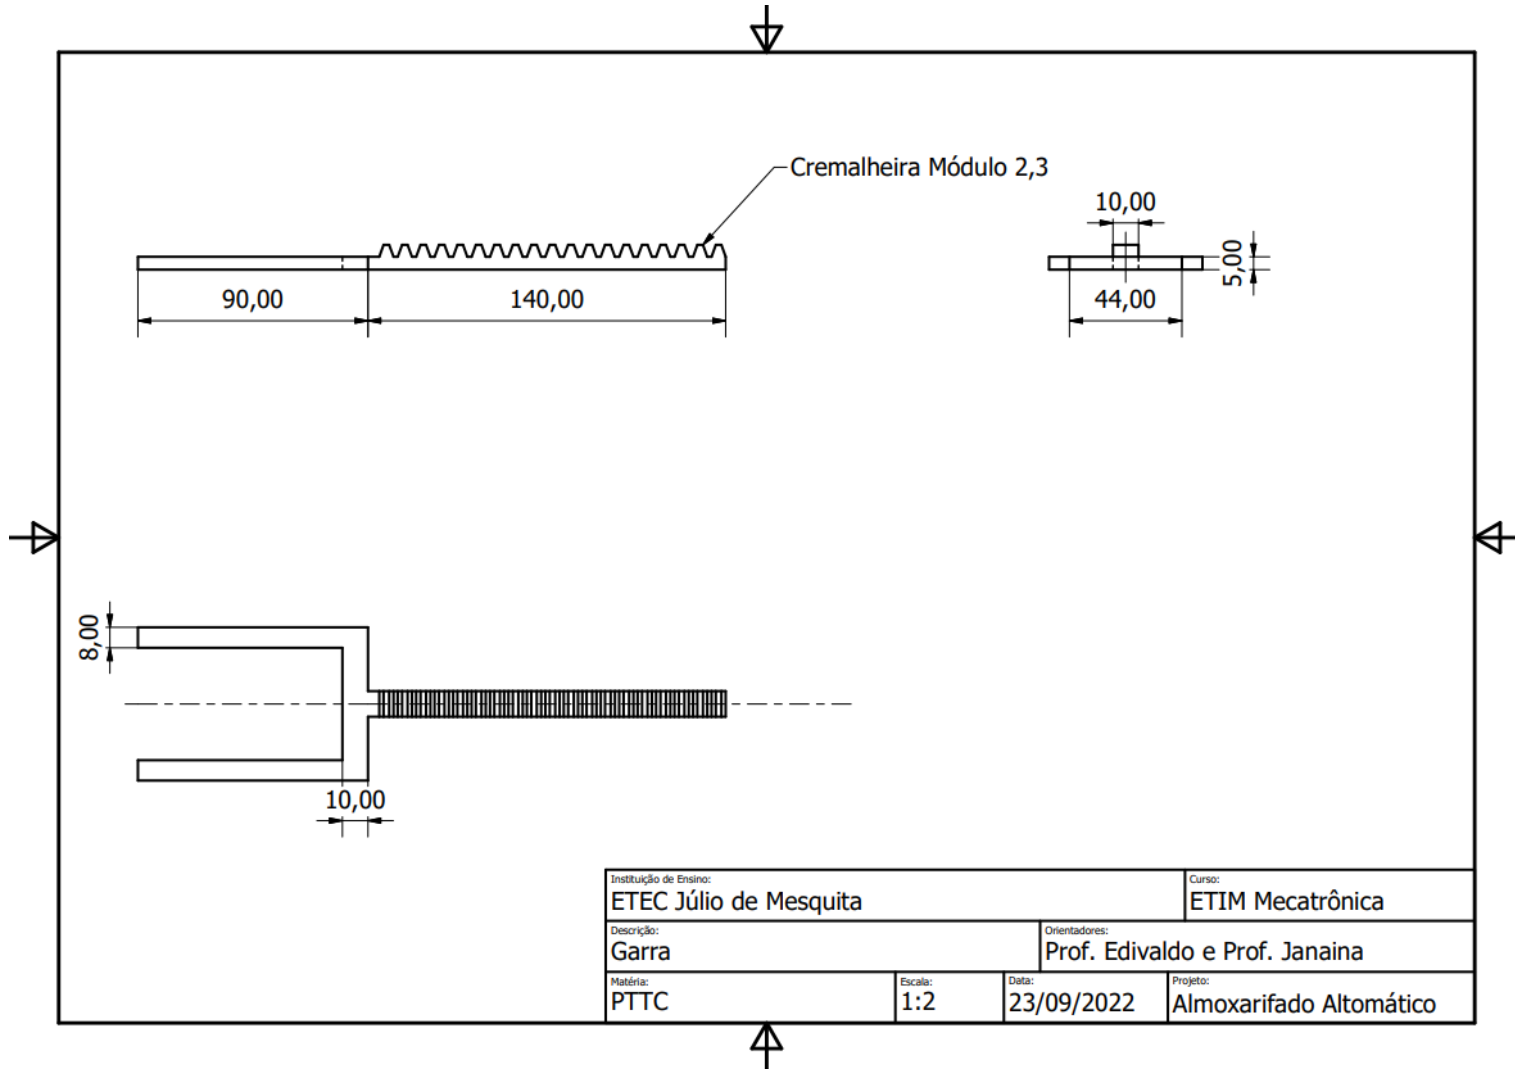 Cremalheira Módulo 2,3
10,00
5,00
90,00
140,00
44,00
8,00
10,00
Instituição de Ensino:
ETEC Júlio de Mesquita
Curso:
ETIM Mecatrônica
Descrição:
Garra
Orientadores:
Prof. Edivaldo e Prof. Janaina
Matéria:
PTTC
Escala:
1:2
Data:
23/09/2022
Projeto:
Almoxarifado Altomático